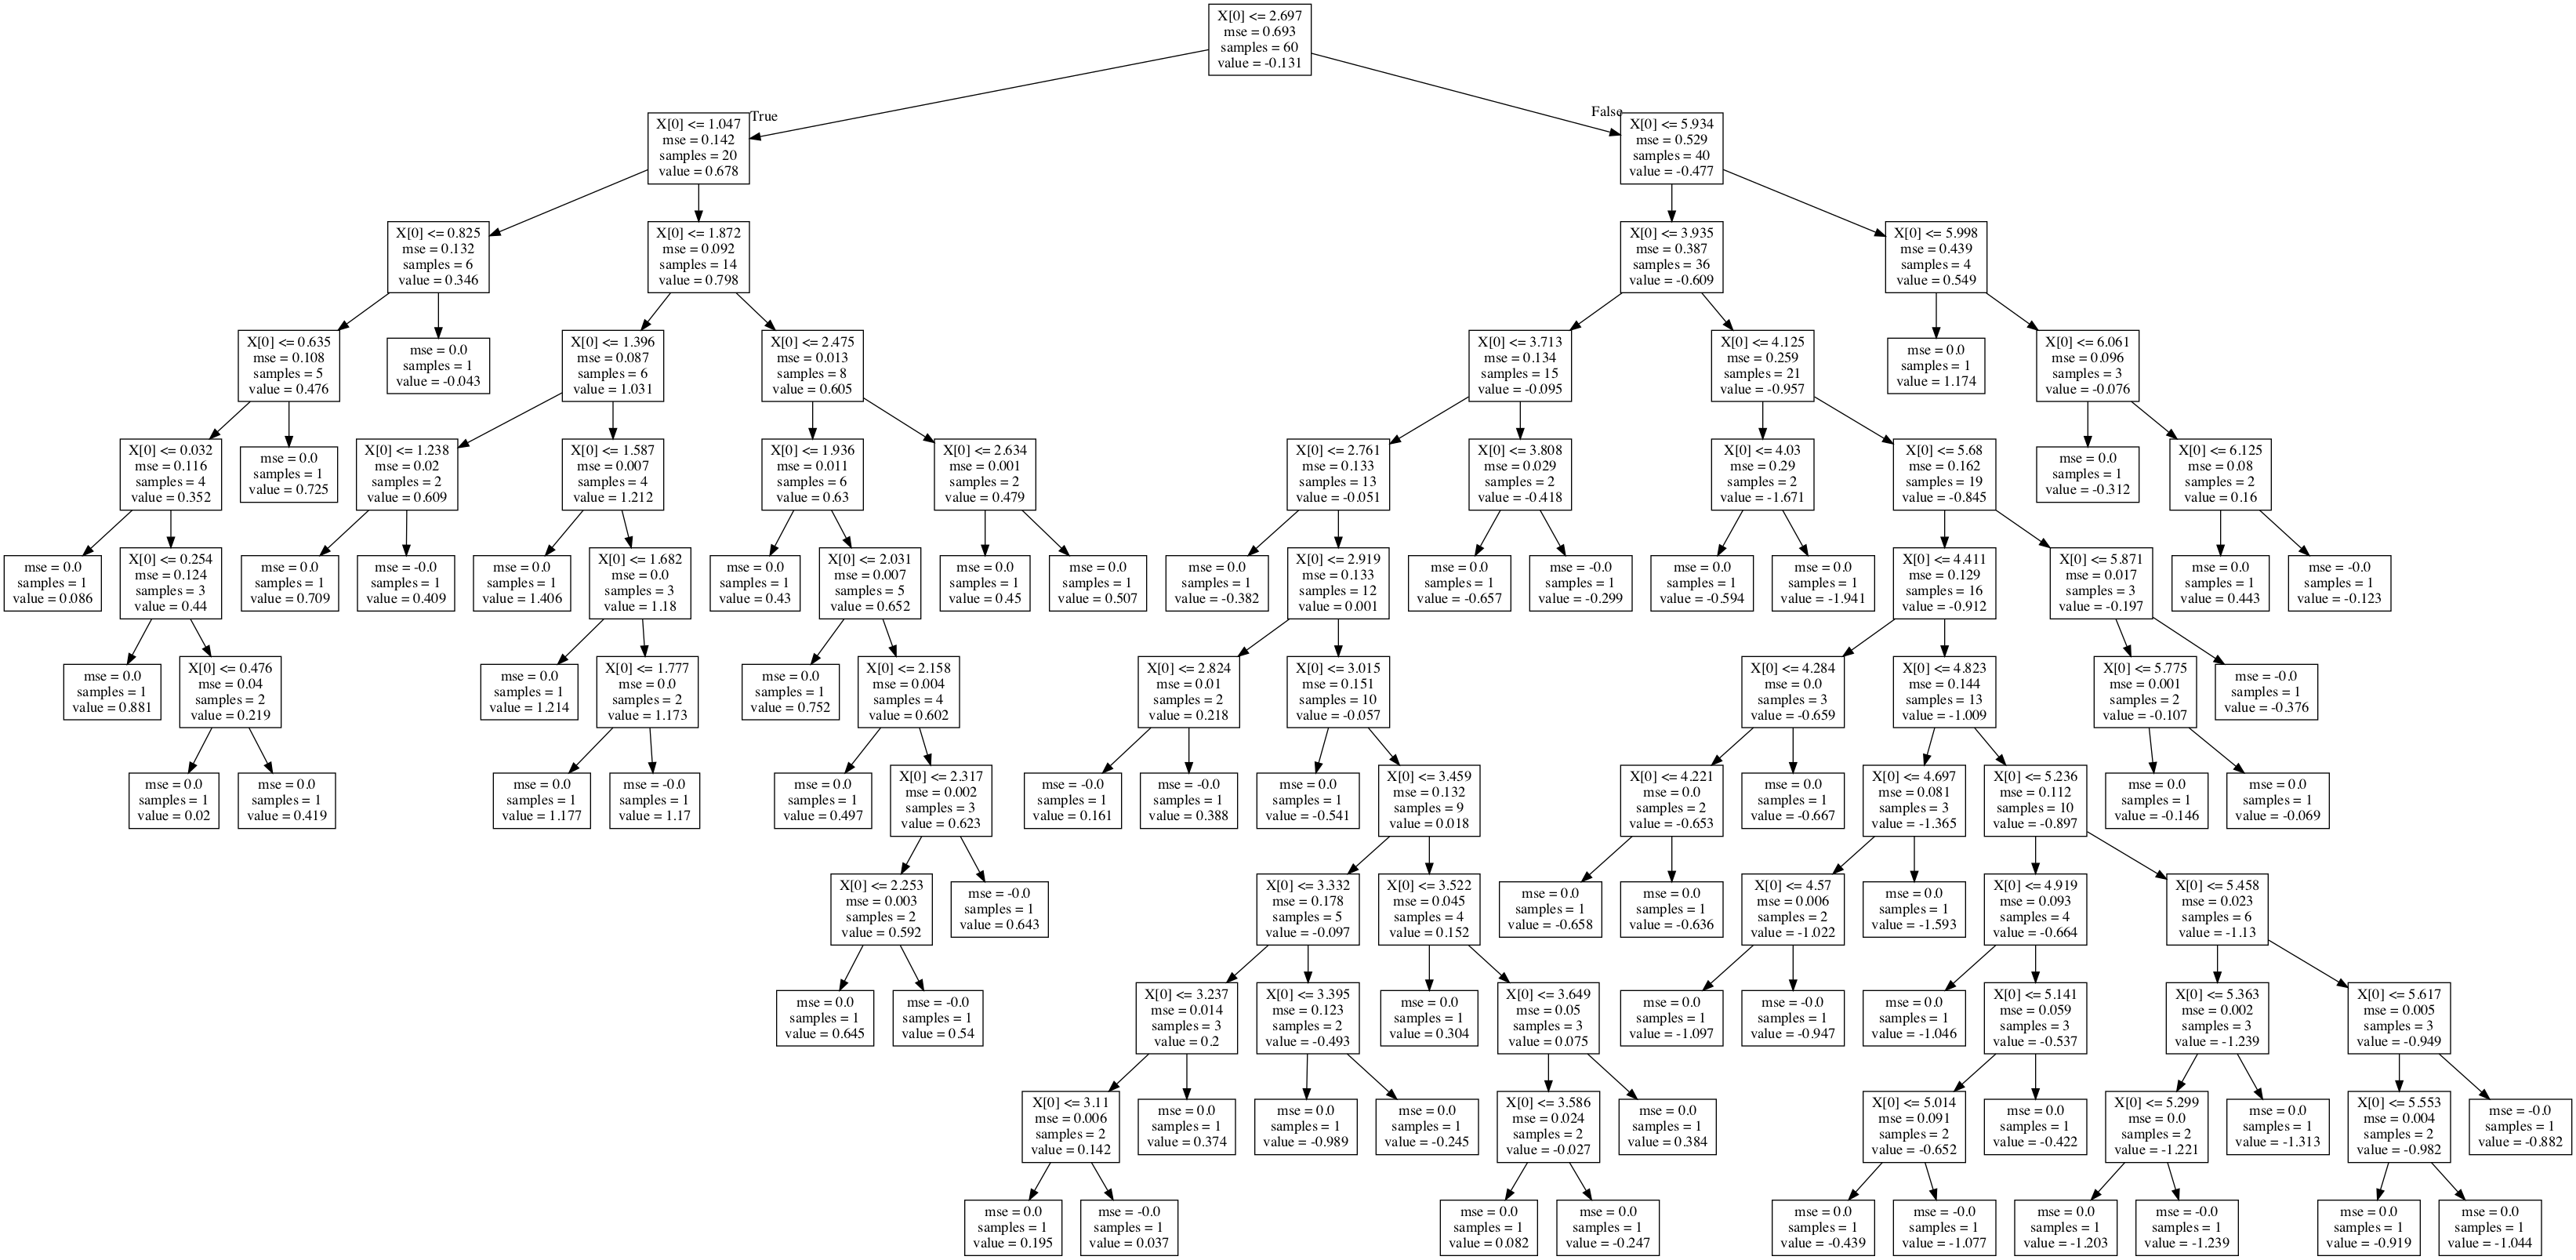 X[0] <= 2.697
mse = 0.693
samples = 60
value = -0.131
True
False
X[0] <= 1.047
mse = 0.142
samples = 20
value = 0.678
X[0] <= 5.934
mse = 0.529
samples = 40
value = -0.477
X[0] <= 0.825
mse = 0.132
samples = 6
value = 0.346
X[0] <= 1.872
mse = 0.092
samples = 14
value = 0.798
X[0] <= 3.935
mse = 0.387
samples = 36
value = -0.609
X[0] <= 5.998
mse = 0.439
samples = 4
value = 0.549
X[0] <= 0.635
mse = 0.108
samples = 5
value = 0.476
mse = 0.0
samples = 1
value = -0.043
X[0] <= 1.396
mse = 0.087
samples = 6
value = 1.031
X[0] <= 2.475
mse = 0.013
samples = 8
value = 0.605
X[0] <= 3.713
mse = 0.134
samples = 15
value = -0.095
X[0] <= 4.125
mse = 0.259
samples = 21
value = -0.957
mse = 0.0
samples = 1
value = 1.174
X[0] <= 6.061
mse = 0.096
samples = 3
value = -0.076
X[0] <= 0.032
mse = 0.116
samples = 4
value = 0.352
mse = 0.0
samples = 1
value = 0.725
X[0] <= 1.238
mse = 0.02
samples = 2
value = 0.609
X[0] <= 1.587
mse = 0.007
samples = 4
value = 1.212
X[0] <= 1.936
mse = 0.011
samples = 6
value = 0.63
X[0] <= 2.634
mse = 0.001
samples = 2
value = 0.479
X[0] <= 2.761
mse = 0.133
samples = 13
value = -0.051
X[0] <= 3.808
mse = 0.029
samples = 2
value = -0.418
X[0] <= 4.03
mse = 0.29
samples = 2
value = -1.671
X[0] <= 5.68
mse = 0.162
samples = 19
value = -0.845
mse = 0.0
samples = 1
value = -0.312
X[0] <= 6.125
mse = 0.08
samples = 2
value = 0.16
mse = 0.0
samples = 1
value = 0.086
X[0] <= 0.254
mse = 0.124
samples = 3
value = 0.44
mse = 0.0
samples = 1
value = 0.709
mse = -0.0
samples = 1
value = 0.409
mse = 0.0
samples = 1
value = 1.406
X[0] <= 1.682
mse = 0.0
samples = 3
value = 1.18
mse = 0.0
samples = 1
value = 0.43
X[0] <= 2.031
mse = 0.007
samples = 5
value = 0.652
mse = 0.0
samples = 1
value = 0.45
mse = 0.0
samples = 1
value = 0.507
mse = 0.0
samples = 1
value = -0.382
X[0] <= 2.919
mse = 0.133
samples = 12
value = 0.001
mse = 0.0
samples = 1
value = -0.657
mse = -0.0
samples = 1
value = -0.299
mse = 0.0
samples = 1
value = -0.594
mse = 0.0
samples = 1
value = -1.941
X[0] <= 4.411
mse = 0.129
samples = 16
value = -0.912
X[0] <= 5.871
mse = 0.017
samples = 3
value = -0.197
mse = 0.0
samples = 1
value = 0.443
mse = -0.0
samples = 1
value = -0.123
mse = 0.0
samples = 1
value = 0.881
X[0] <= 0.476
mse = 0.04
samples = 2
value = 0.219
mse = 0.0
samples = 1
value = 1.214
X[0] <= 1.777
mse = 0.0
samples = 2
value = 1.173
mse = 0.0
samples = 1
value = 0.752
X[0] <= 2.158
mse = 0.004
samples = 4
value = 0.602
X[0] <= 2.824
mse = 0.01
samples = 2
value = 0.218
X[0] <= 3.015
mse = 0.151
samples = 10
value = -0.057
X[0] <= 4.284
mse = 0.0
samples = 3
value = -0.659
X[0] <= 4.823
mse = 0.144
samples = 13
value = -1.009
X[0] <= 5.775
mse = 0.001
samples = 2
value = -0.107
mse = -0.0
samples = 1
value = -0.376
mse = 0.0
samples = 1
value = 0.02
mse = 0.0
samples = 1
value = 0.419
mse = 0.0
samples = 1
value = 1.177
mse = -0.0
samples = 1
value = 1.17
mse = 0.0
samples = 1
value = 0.497
X[0] <= 2.317
mse = 0.002
samples = 3
value = 0.623
mse = -0.0
samples = 1
value = 0.161
mse = -0.0
samples = 1
value = 0.388
mse = 0.0
samples = 1
value = -0.541
X[0] <= 3.459
mse = 0.132
samples = 9
value = 0.018
X[0] <= 4.221
mse = 0.0
samples = 2
value = -0.653
mse = 0.0
samples = 1
value = -0.667
X[0] <= 4.697
mse = 0.081
samples = 3
value = -1.365
X[0] <= 5.236
mse = 0.112
samples = 10
value = -0.897
mse = 0.0
samples = 1
value = -0.146
mse = 0.0
samples = 1
value = -0.069
X[0] <= 2.253
mse = 0.003
samples = 2
value = 0.592
mse = -0.0
samples = 1
value = 0.643
X[0] <= 3.332
mse = 0.178
samples = 5
value = -0.097
X[0] <= 3.522
mse = 0.045
samples = 4
value = 0.152
mse = 0.0
samples = 1
value = -0.658
mse = 0.0
samples = 1
value = -0.636
X[0] <= 4.57
mse = 0.006
samples = 2
value = -1.022
mse = 0.0
samples = 1
value = -1.593
X[0] <= 4.919
mse = 0.093
samples = 4
value = -0.664
X[0] <= 5.458
mse = 0.023
samples = 6
value = -1.13
mse = 0.0
samples = 1
value = 0.645
mse = -0.0
samples = 1
value = 0.54
X[0] <= 3.237
mse = 0.014
samples = 3
value = 0.2
X[0] <= 3.395
mse = 0.123
samples = 2
value = -0.493
mse = 0.0
samples = 1
value = 0.304
X[0] <= 3.649
mse = 0.05
samples = 3
value = 0.075
mse = 0.0
samples = 1
value = -1.097
mse = -0.0
samples = 1
value = -0.947
mse = 0.0
samples = 1
value = -1.046
X[0] <= 5.141
mse = 0.059
samples = 3
value = -0.537
X[0] <= 5.363
mse = 0.002
samples = 3
value = -1.239
X[0] <= 5.617
mse = 0.005
samples = 3
value = -0.949
X[0] <= 3.11
mse = 0.006
samples = 2
value = 0.142
mse = 0.0
samples = 1
value = 0.374
mse = 0.0
samples = 1
value = -0.989
mse = 0.0
samples = 1
value = -0.245
X[0] <= 3.586
mse = 0.024
samples = 2
value = -0.027
mse = 0.0
samples = 1
value = 0.384
X[0] <= 5.014
mse = 0.091
samples = 2
value = -0.652
mse = 0.0
samples = 1
value = -0.422
X[0] <= 5.299
mse = 0.0
samples = 2
value = -1.221
mse = 0.0
samples = 1
value = -1.313
X[0] <= 5.553
mse = 0.004
samples = 2
value = -0.982
mse = -0.0
samples = 1
value = -0.882
mse = 0.0
samples = 1
value = 0.195
mse = -0.0
samples = 1
value = 0.037
mse = 0.0
samples = 1
value = 0.082
mse = 0.0
samples = 1
value = -0.247
mse = 0.0
samples = 1
value = -0.439
mse = -0.0
samples = 1
value = -1.077
mse = 0.0
samples = 1
value = -1.203
mse = -0.0
samples = 1
value = -1.239
mse = 0.0
samples = 1
value = -0.919
mse = 0.0
samples = 1
value = -1.044